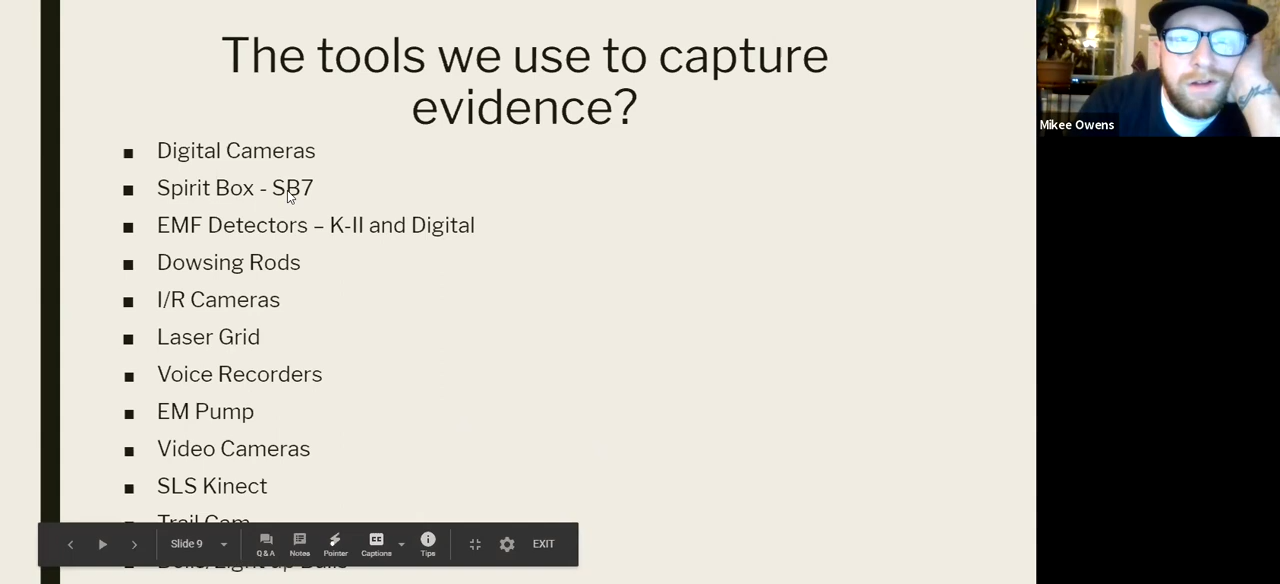 The tools we use to capture
evidence?
Digital Cameras
Spirit Box - SB7
EMF Detectors – K-II and Digital
Dowsing Rods
I/R Cameras
Laser Grid
Voice Recorders
EM Pump
Video Cameras
SLS Kinect
Trail Cam
Slide 9
Q & A
Notes
Pointer
Captions
Tips
EXIT
Mikee Owens